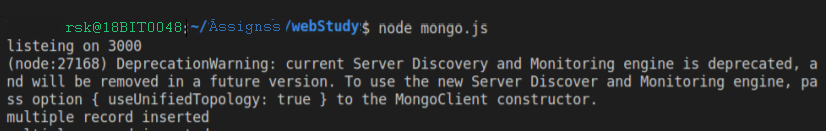 rsk@18BIT0048:~/Assignss/webStudy$ node mongo.js
listeing on 3000
(node:27168) DeprecationWarning: current Server Discovery and Monitoring engine is deprecated, a
nd will be removed in a future version. To use the new Server Discover and Monitoring engine, pa
ss option { useUnifiedTopology: true } to the MongoClient constructor.
multiple record inserted